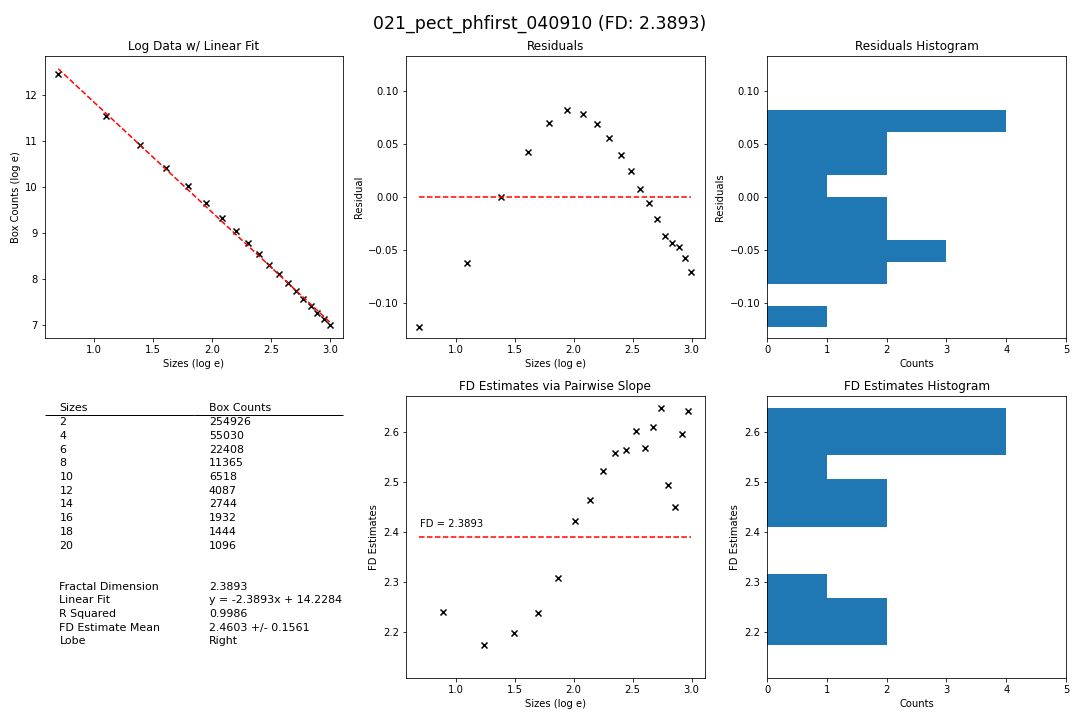 021_pect_phfirst_040910 (FD: 2.3893)
Log Data w/ Linear Fit
Box Counts (log e)
12
11
10
9
8
7
1.0 1.5 2.0 2.5 3.0
Sizes (log e)
Residuals
Residual
0.10
0.05
0.00
−0.05
−0.10
1.0 1.5 2.0 2.5 3.0
Sizes (log e)
Residuals Histogram
Residuals
0.10
0.05
0.00
−0.05
−0.10
0 1 2 3 4 5
Counts
Sizes Box Counts
2 254926
4 55030
6 22408
8 11365
10 6518
12 4087
14 2744
16 1932
18 1444
20 1096
Fractal Dimension 2.3893
Linear Fit y = -2.3893x + 14.2284
R Squared 0.9986
FD Estimate Mean 2.4603 +/- 0.1561
Lobe Right
FD Estimates via Pairwise Slope
FD Estimates
2.6
2.5
2.4
2.3
2.2
FD = 2.3893
1.0 1.5 2.0 2.5 3.0
Sizes (log e)
FD Estimates Histogram
FD Estimates
2.6
2.5
2.4
2.3
2.2
0 1 2 3 4 5
Counts